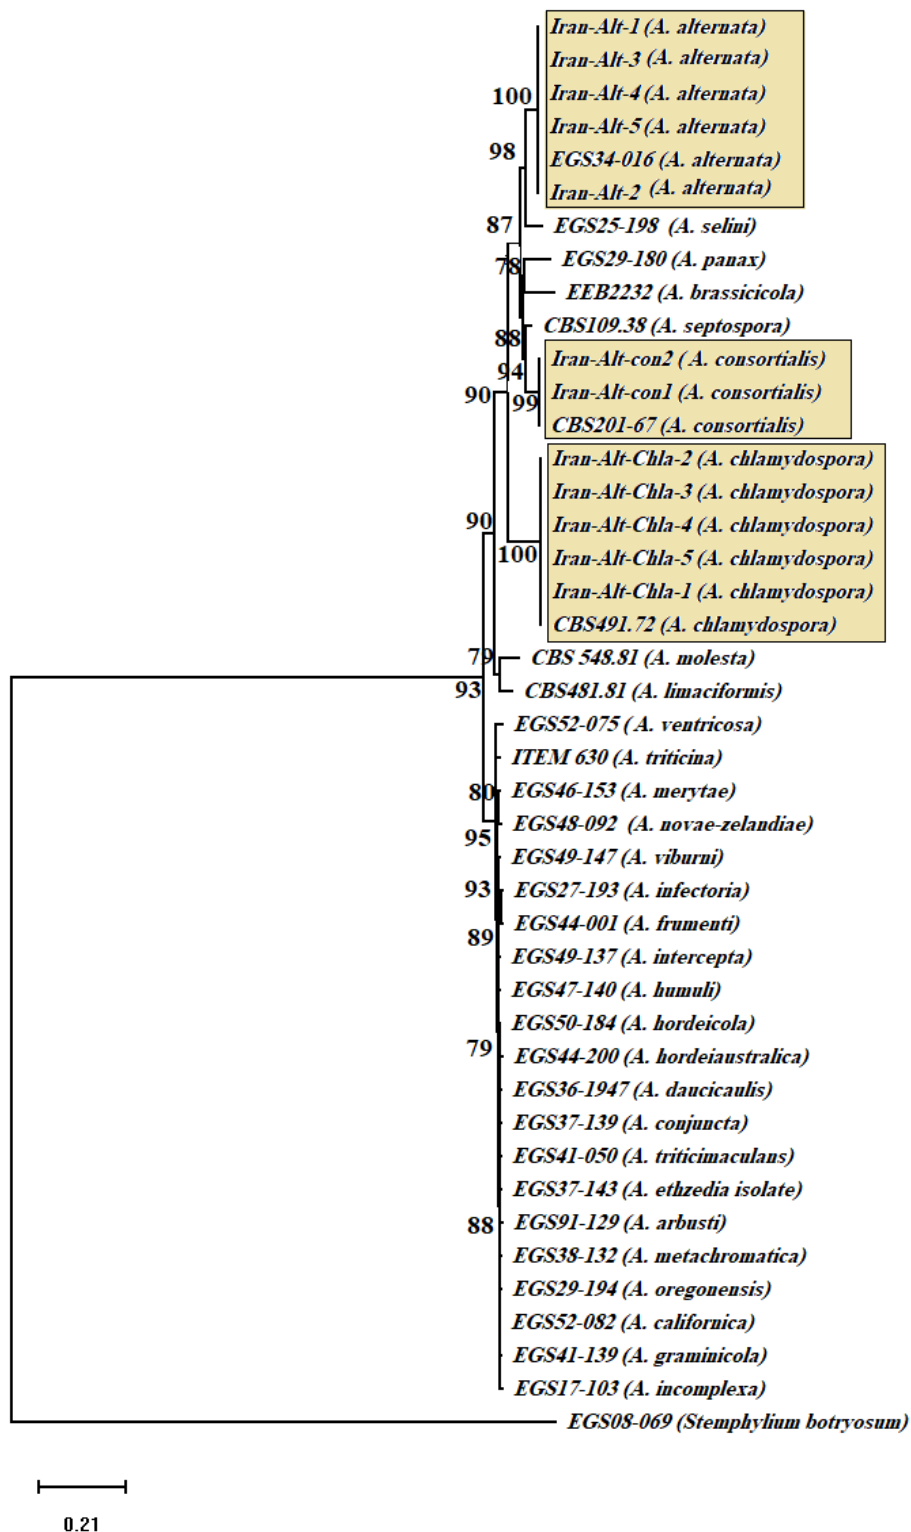 Iran-Alt-1 (A. alternata)
Iran-Alt-3 (A. alternata)
Iran-Alt-4 (A. alternata)
100
Iran-Alt-5 (A. alternata)
98
EGS34-016 (A. alternata)
Iran-Alt-2 (A. alternata)
87
EGS25-198 (A. selini)
78
EGS29-180 (A. panax)
EEB2232 (A. brassicicola)
CBS109.38 (A. septospora)
88
Iran-Alt-con2 ( A. consortialis)
94
90
Iran-Alt-con1 (A. consortialis)
99
CBS201-67 (A. consortialis)
Iran-Alt-Chla-2 (A. chlamydospora)
Iran-Alt-Chla-3 (A. chlamydospora)
90
Iran-Alt-Chla-4 (A. chlamydospora)
100
Iran-Alt-Chla-5 (A. chlamydospora)
Iran-Alt-Chla-1 (A. chlamydospora)
CBS491.72 (A. chlamydospora)
79
CBS 548.81 (A. molesta)
93
CBS481.81 (A. limaciformis)
EGS52-075 ( A. ventricosa)
ITEM 630 (A. triticina)
80
EGS46-153 (A. merytae)
EGS48-092 (A. novae-zelandiae)
95
EGS49-147 (A. viburni)
93
EGS27-193 (A. infectoria)
EGS44-001 (A. frumenti)
89
EGS49-137 (A. intercepta)
EGS47-140 (A. humuli)
EGS50-184 (A. hordeicola)
79
EGS44-200 (A. hordeiaustralica)
EGS36-1947 (A. daucicaulis)
EGS37-139 (A. conjuncta)
EGS41-050 (A. triticimaculans)
EGS37-143 (A. ethzedia isolate)
88
EGS91-129 (A. arbusti)
EGS38-132 (A. metachromatica)
EGS29-194 (A. oregonensis)
EGS52-082 (A. californica)
EGS41-139 (A. graminicola)
EGS17-103 (A. incomplexa)
EGS08-069 (Stemphylium botryosum)
0.21